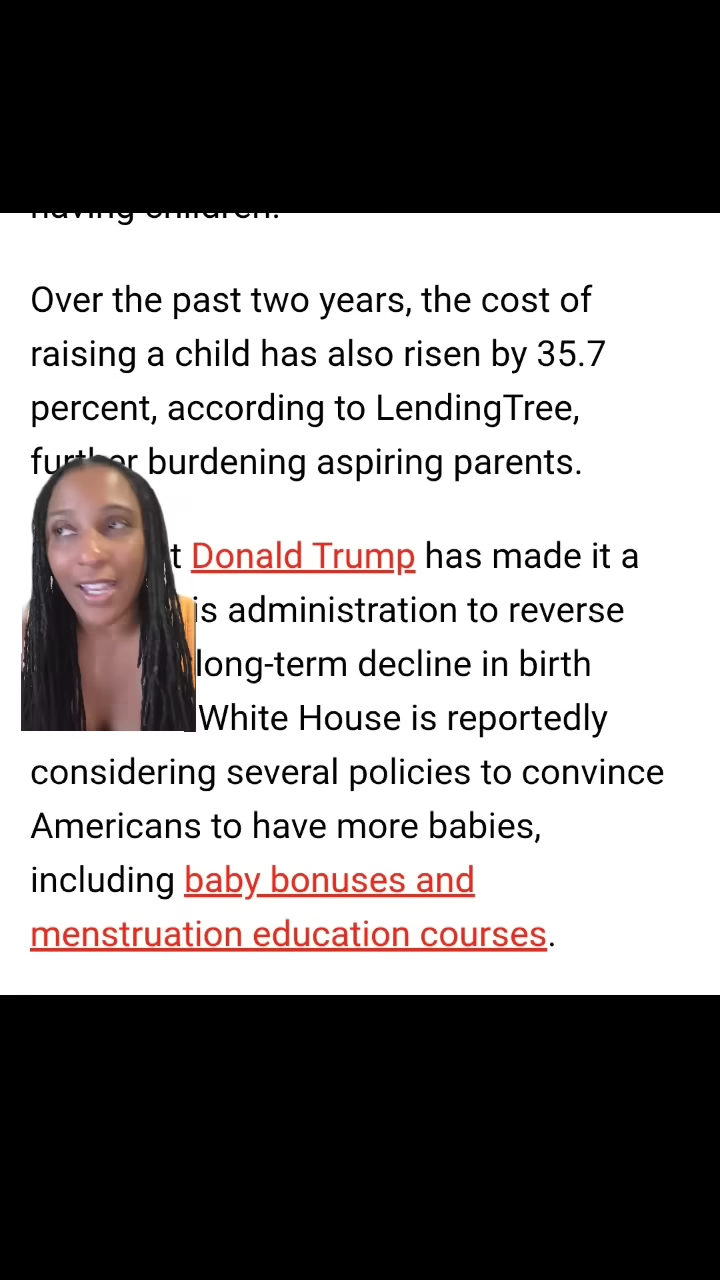 Over the past two years, the cost of
raising a child has also risen by 35.7
percent, according to LendingTree,
further burdening aspiring parents.
t Donald Trump has made it a
is administration to reverse
long-term decline in birth
White House is reportedly
considering several policies to convince
Americans to have more babies,
including baby bonuses and
menstruation education courses.